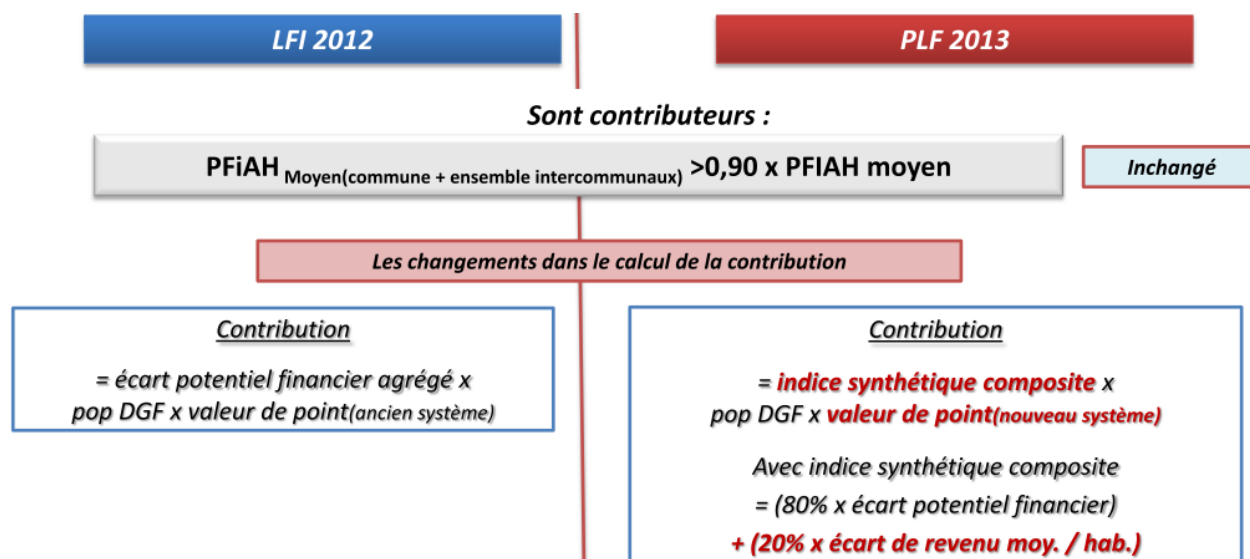 LFI 2012
PLF 2013
Sont contributeurs :
PFiAH Moyen(commune + ensemble intercommunaux) >0,90 x PFIAH moyen
Inchangé
Les changements dans le calcul de la contribution
Contribution
= écart potentiel financier agrégé x
pop DGF x valeur de point(ancien système)
Contribution
= indice synthétique composite x
pop DGF x valeur de point(nouveau système)
Avec indice synthétique composite
= (80% x écart potentiel financier)
+ (20% x écart de revenu moy. / hab.)